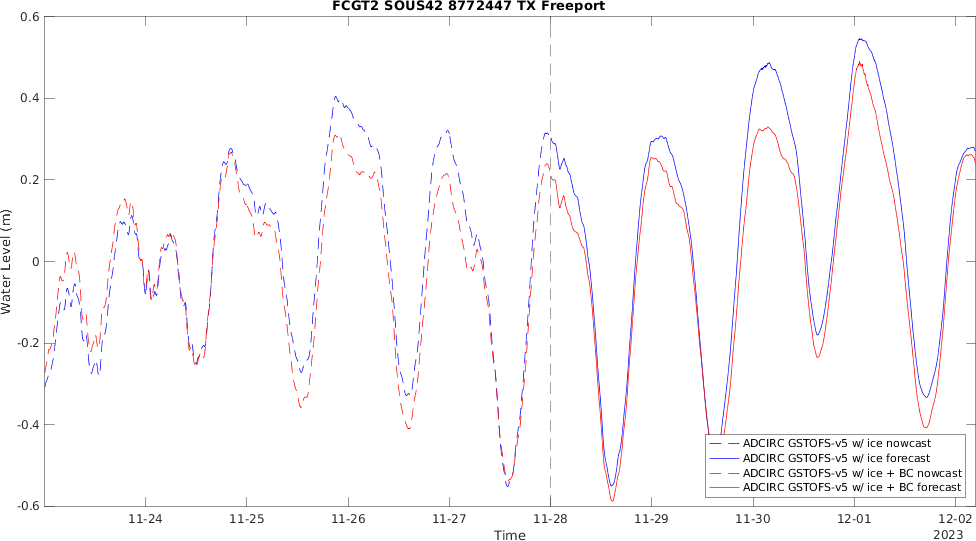 FCGT2 SOUS42 8772447 TX Freeport
0.6
0.4
0.2
0
-0.2
-0.4
-0.6
Water Level (m)
11-24
11-25
11-26
11-27
11-28
11-29
11-30
12-01
12-02
Time
2023
ADCIRC GSTOFS-v5 w/ ice nowcast
ADCIRC GSTOFS-v5 w/ ice forecast
ADCIRC GSTOFS-v5 w/ ice + BC nowcast
ADCIRC GSTOFS-v5 w/ ice + BC forecast